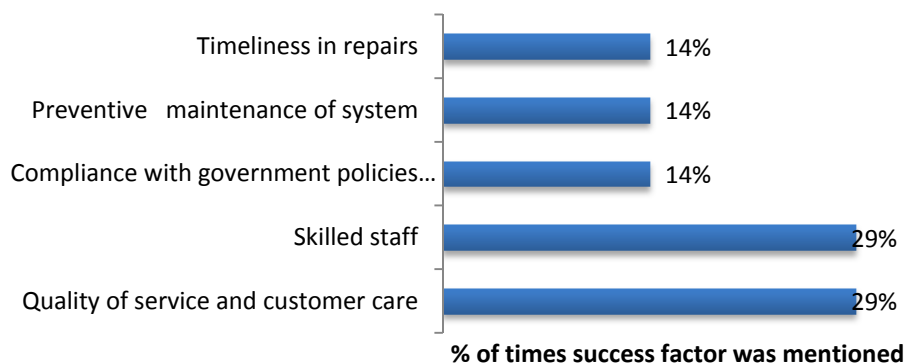 Timeliness in repairs 14%
Preventive maintenance of system 14%
Compliance with government policies… 14%
Skilled staff 29%
Quality of service and customer care 29%
% of times success factor was mentioned